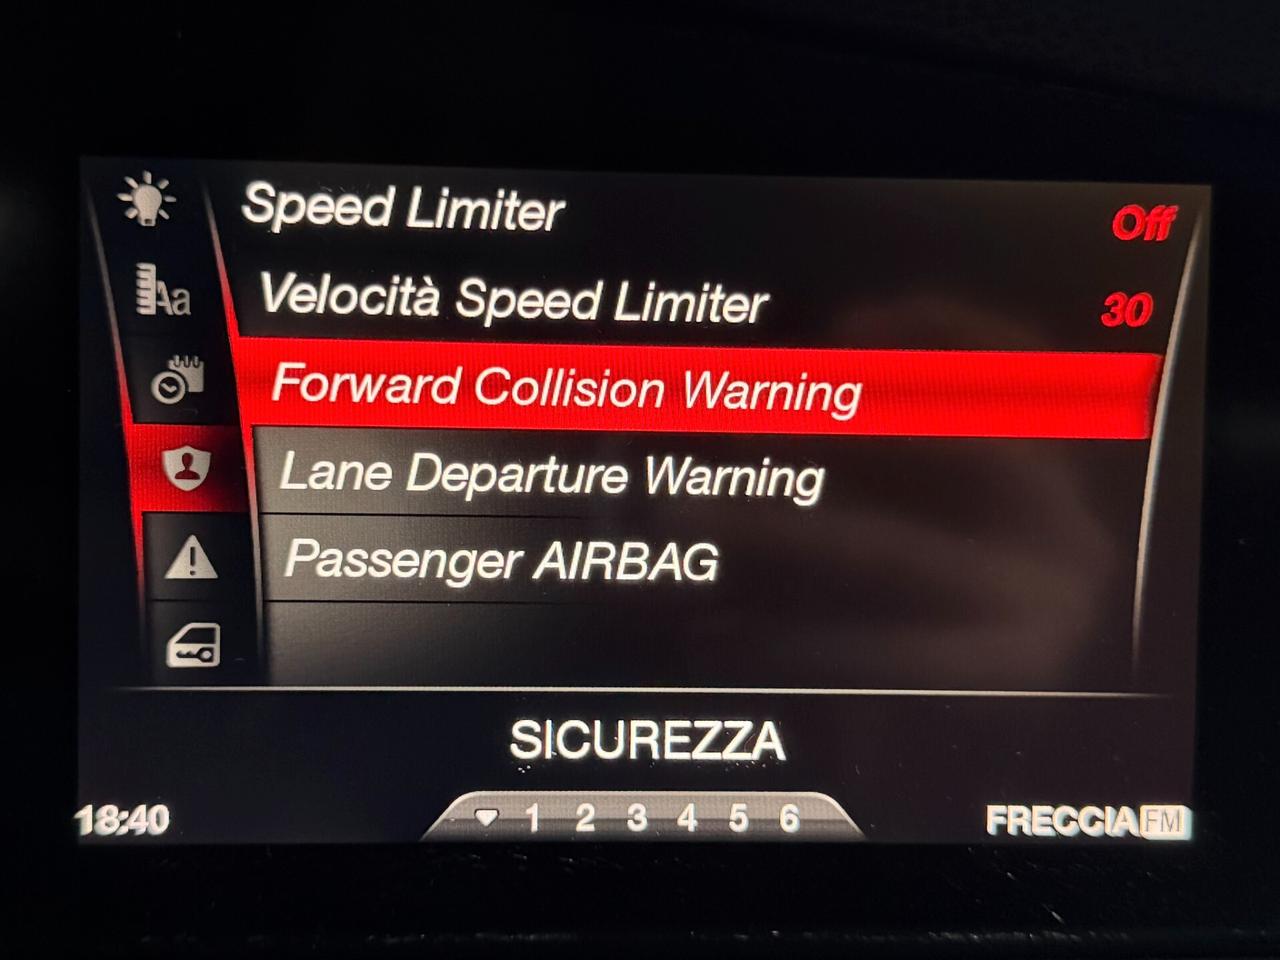 Speed Limiter Off
Velocità Speed Limiter 30
Aa
Forward Collision Warning
Lane Departure Warning
Passenger AIRBAG
SICUREZZA
18:40 1 2 3 4 5 6 FRECCIA FM